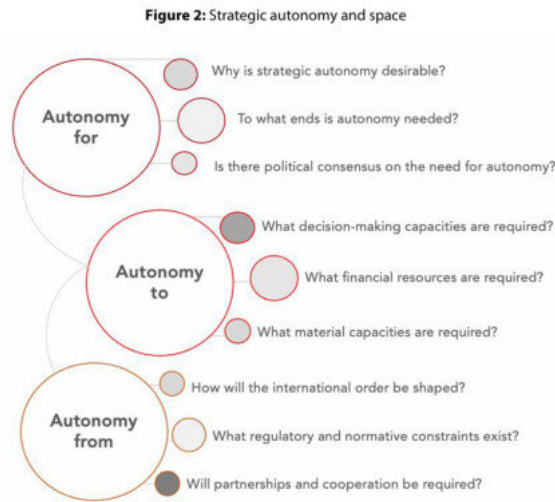 Figure 2: Strategic autonomy and space
Autonomy
for
Why is strategic autonomy desirable?
To what ends is autonomy needed?
Is there political consensus on the need for autonomy?
Autonomy
to
What decision-making capacities are required?
What financial resources are required?
What material capacities are required?
Autonomy
from
How will the international order be shaped?
What regulatory and normative constraints exist?
Will partnerships and cooperation be required?